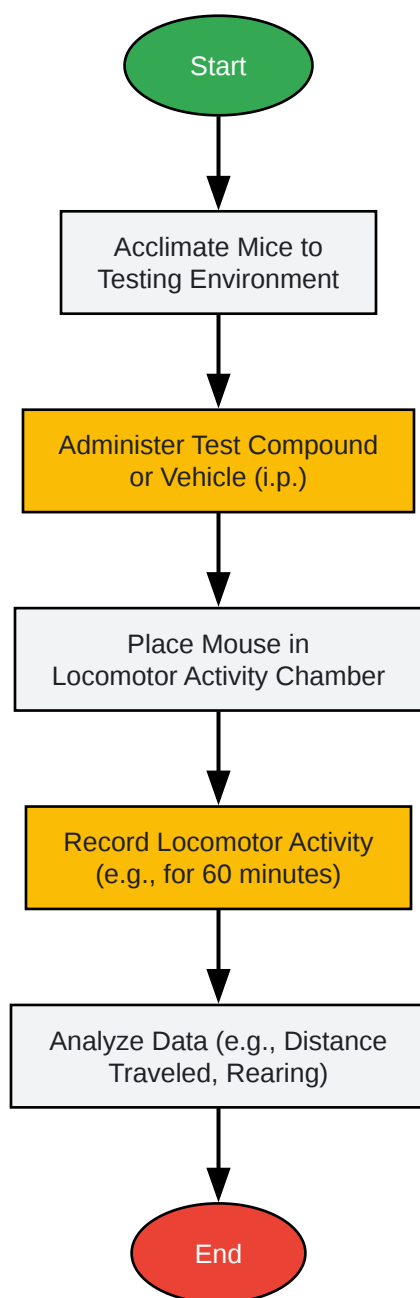 Start
Acclimate Mice to
Testing Environment
Administer Test Compound
or Vehicle (i.p.)
Place Mouse in
Locomotor Activity Chamber
Record Locomotor Activity
(e.g., for 60 minutes)
Analyze Data (e.g., Distance
Traveled, Rearing)
End